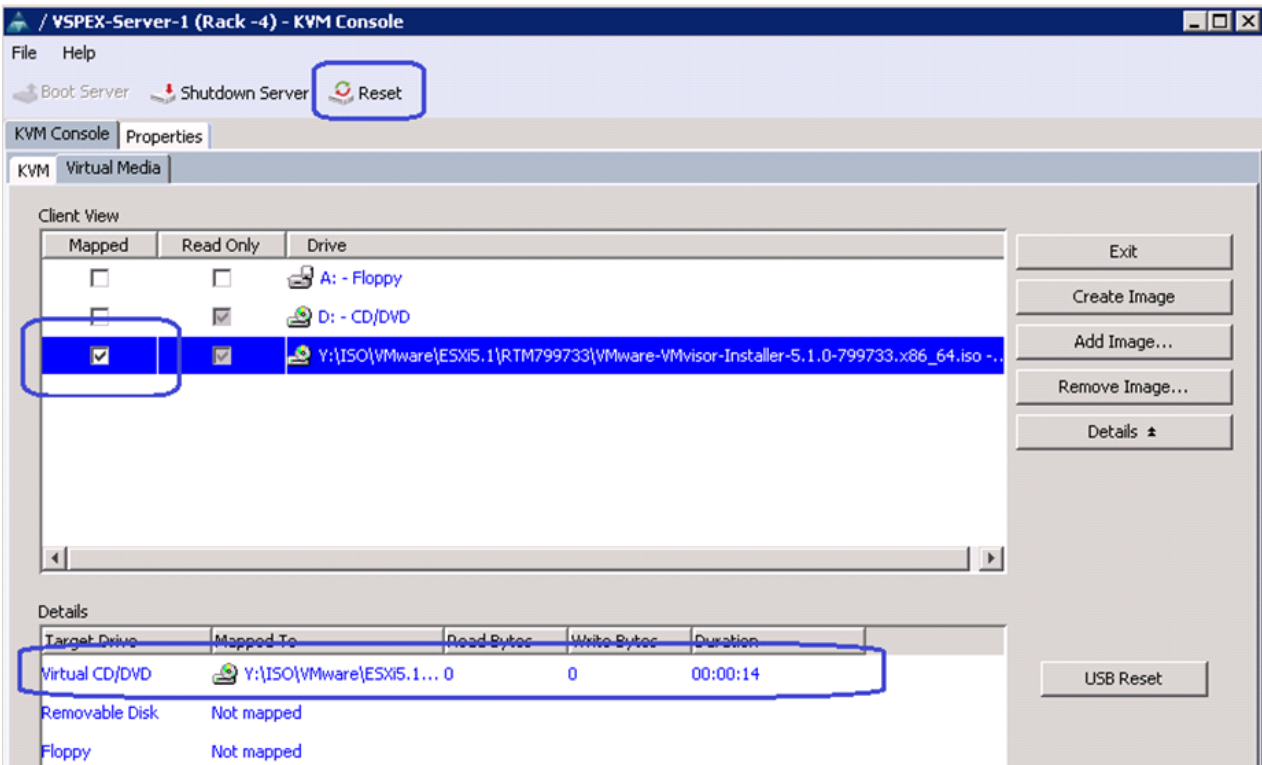 / VSPEX-Server-1 (Rack -4) - KVM Console
File Help
Boot Server Shutdown Server Reset
KVM Console Properties
KVM Virtual Media
Client View
Mapped Read Only Drive
A: - Floppy
D: - CD/DVD
Y:\ISO\VMware\ESXi5.1\RTM799733\VMware-VMvisor-Installer-5.1.0-799733.x86_64.iso -..
Exit
Create Image
Add Image...
Remove Image...
Details
Details
Target Drive Mapped To Read Bytes Write Bytes Duration
Virtual CD/DVD Y:\ISO\VMware\ESXi5.1... 0 0 00:00:14
Removable Disk Not mapped
Floppy Not mapped
USB Reset